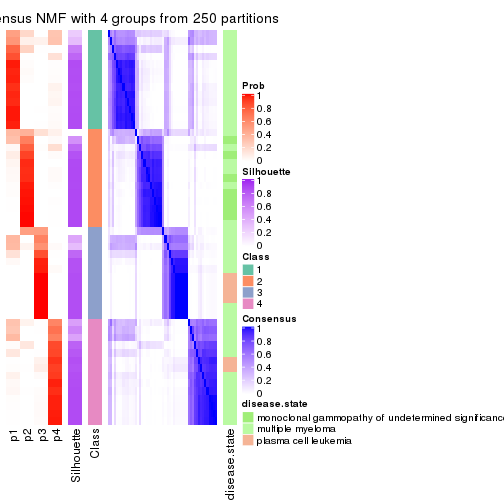 ensus NMF with 4 groups from 250 partitions
Prob
1
0.8
0.6
0.4
0.2
0
Silhouette
1
0.8
0.6
0.4
0.2
0
Class
1
2
3
4
Consensus
1
0.8
0.6
0.4
0.2
0
disease.state
monoclonal gammopathy of undetermined significance
multiple myeloma
plasma cell leukemia
p1
p2
p3
p4
Silhouette
Class
disease.state